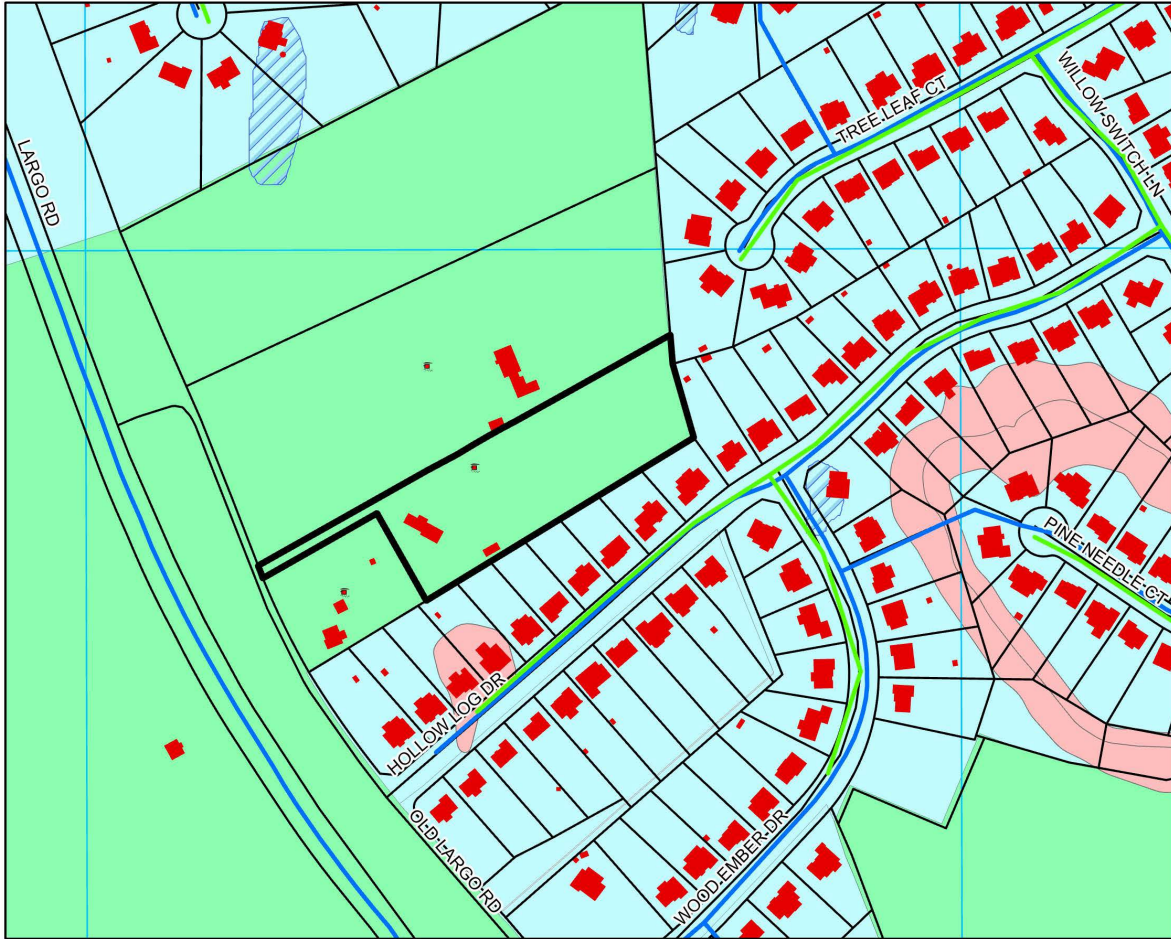 TREE LEAF CT
WILLOW SWITCH LN
LARGO RD
PINE NEEDLE CT
HOLLOW LOG DR
OLD LARGO RD
WOOD EMBER DR